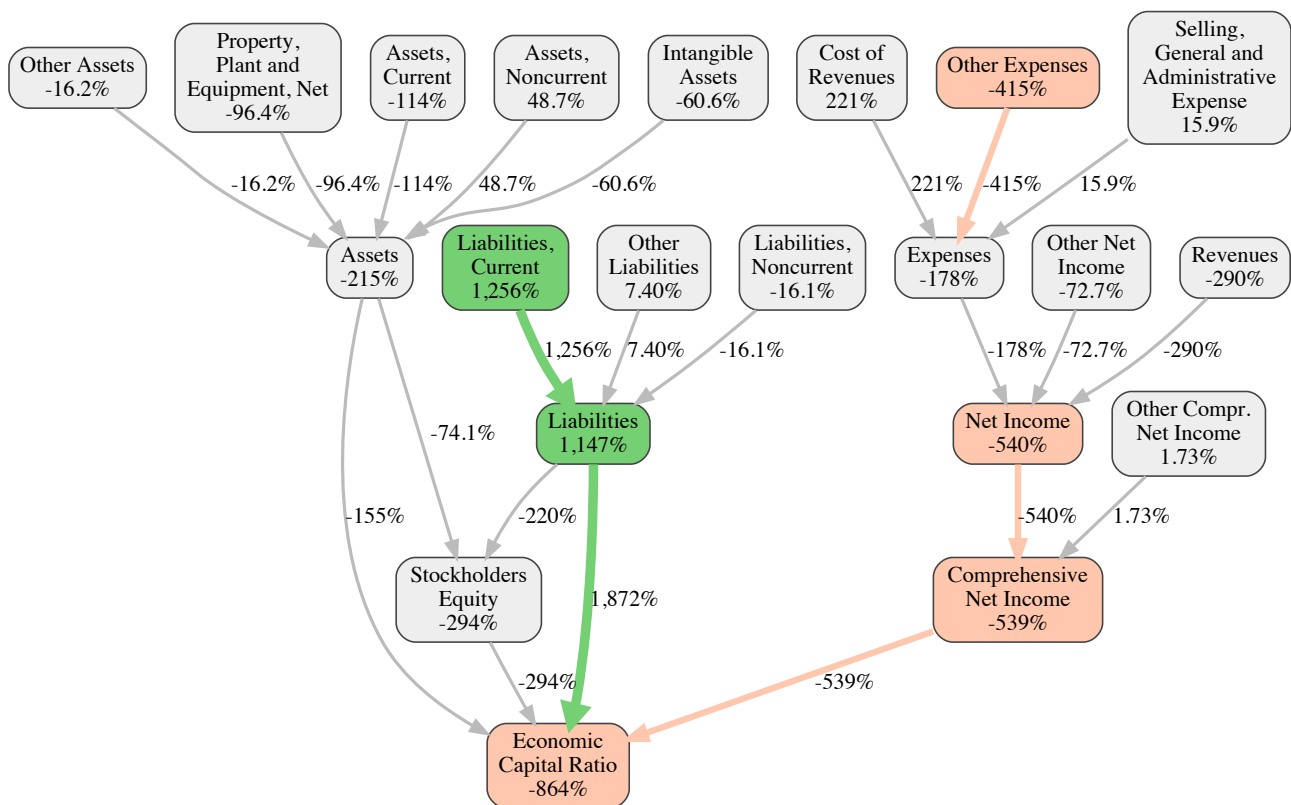 Other Assets
-16.2%
Property,
Plant and
Equipment, Net
-96.4%
Assets,
Current
-114%
Assets,
Noncurrent
48.7%
Intangible
Assets
-60.6%
Cost of
Revenues
221%
Other Expenses
-415%
Selling,
General and
Administrative
Expense
15.9%
-16.2%
-96.4%
-114%
48.7%
-60.6%
221%
-415%
15.9%
Assets
-215%
Liabilities,
Current
1,256%
Other
Liabilities
7.40%
Liabilities,
Noncurrent
-16.1%
Expenses
-178%
Other Net
Income
-72.7%
Revenues
-290%
1,256%
7.40%
-16.1%
-178%
-72.7%
-290%
-74.1%
Liabilities
1,147%
Net Income
-540%
Other Compr.
Net Income
1.73%
-155%
-220%
-540%
1.73%
Stockholders
Equity
-294%
1,872%
Comprehensive
Net Income
-539%
-294%
-539%
Economic
Capital Ratio
-864%